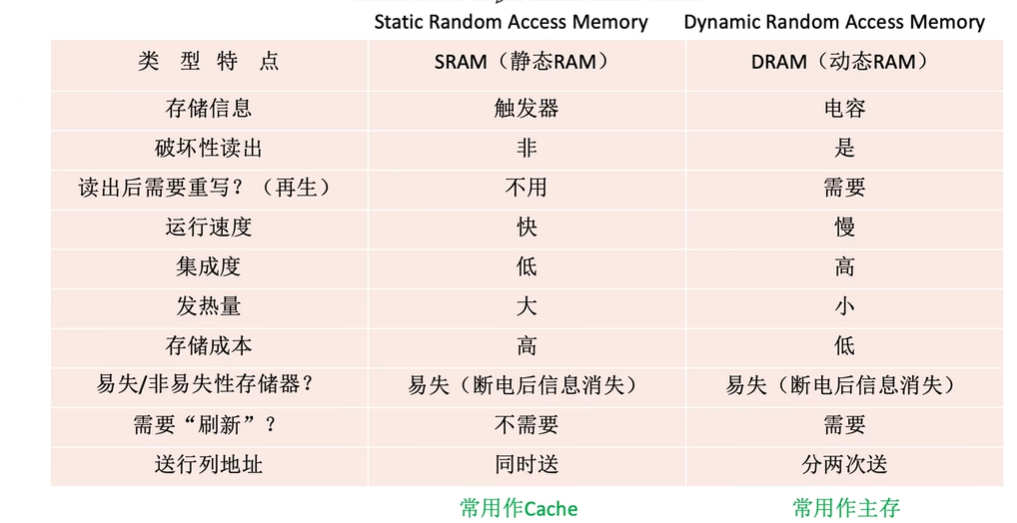 Static Random Access Memory Dynamic Random Access Memory
类 型 特 点 SRAM（静态RAM） DRAM（动态RAM）
存储信息 触发器 电容
破坏性读出 非 是
读出后需要重写？（再生） 不用 需要
运行速度 快 慢
集成度 低 高
发热量 大 小
存储成本 高 低
易失/非易失性存储器？ 易失（断电后信息消失） 易失（断电后信息消失）
需要“刷新”？ 不需要 需要
送行列地址 同时送 分两次送
常用作Cache 常用作主存